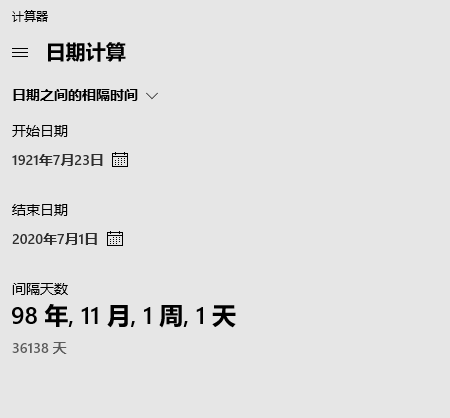 计算器
日期计算
日期之间的相隔时间
开始日期
1921年7月23日
结束日期
2020年7月1日
间隔天数
98 年, 11 月, 1 周, 1 天
36138 天